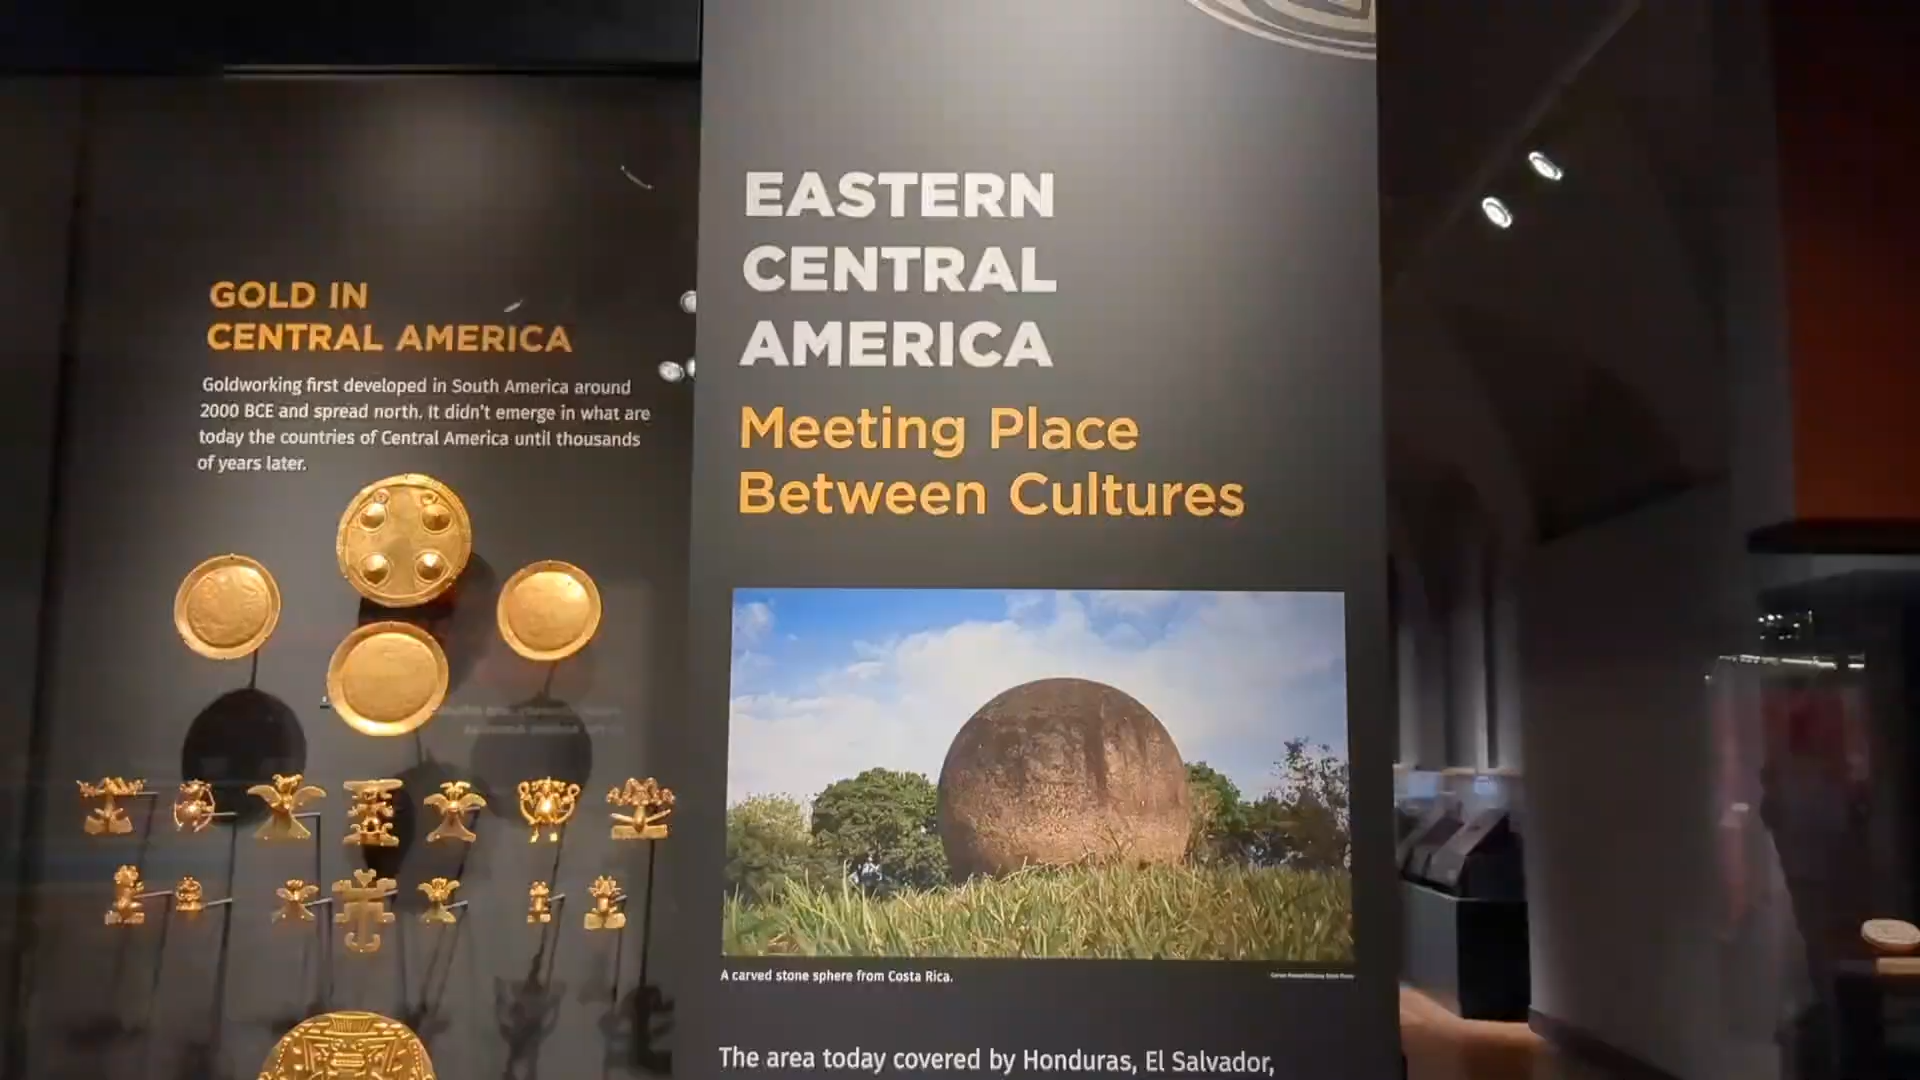 GOLD IN
CENTRAL AMERICA
Goldworking first developed in South America around
2000 BCE and spread north. It didn't emerge in what are
today the countries of Central America until thousands
of years later.
EASTERN
CENTRAL
AMERICA
Meeting Place
Between Cultures
A carved stone sphere from Costa Rica.
The area today covered by Honduras, El Salvador,